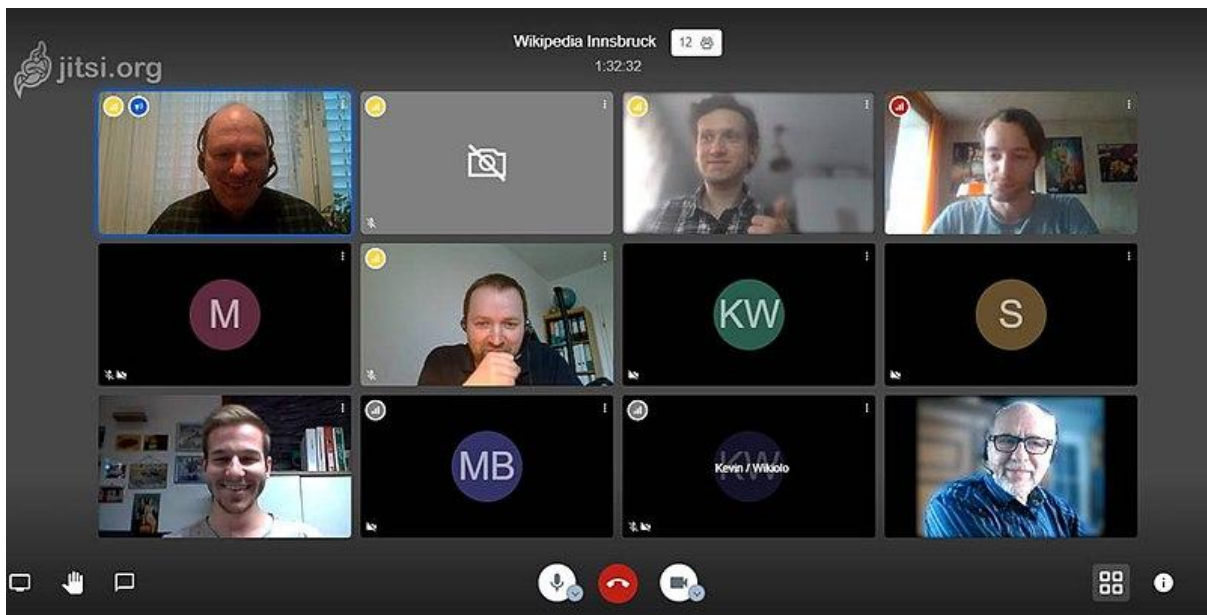 jitsi.org
Wikipedia Innsbruck 12
1:32:32
M
KW
S
MB
KW
Kevin / Wikiolo